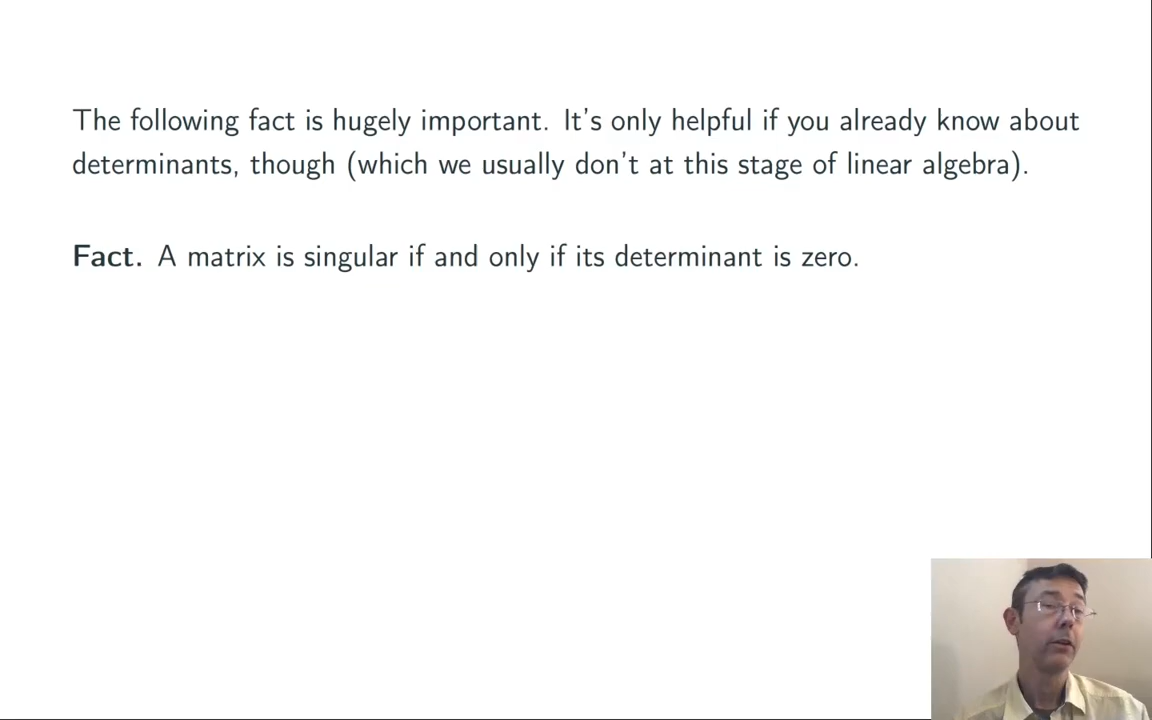 The following fact is hugely important. It's only helpful if you already know about
determinants, though (which we usually don't at this stage of linear algebra).
Fact. A matrix is singular if and only if its determinant is zero.